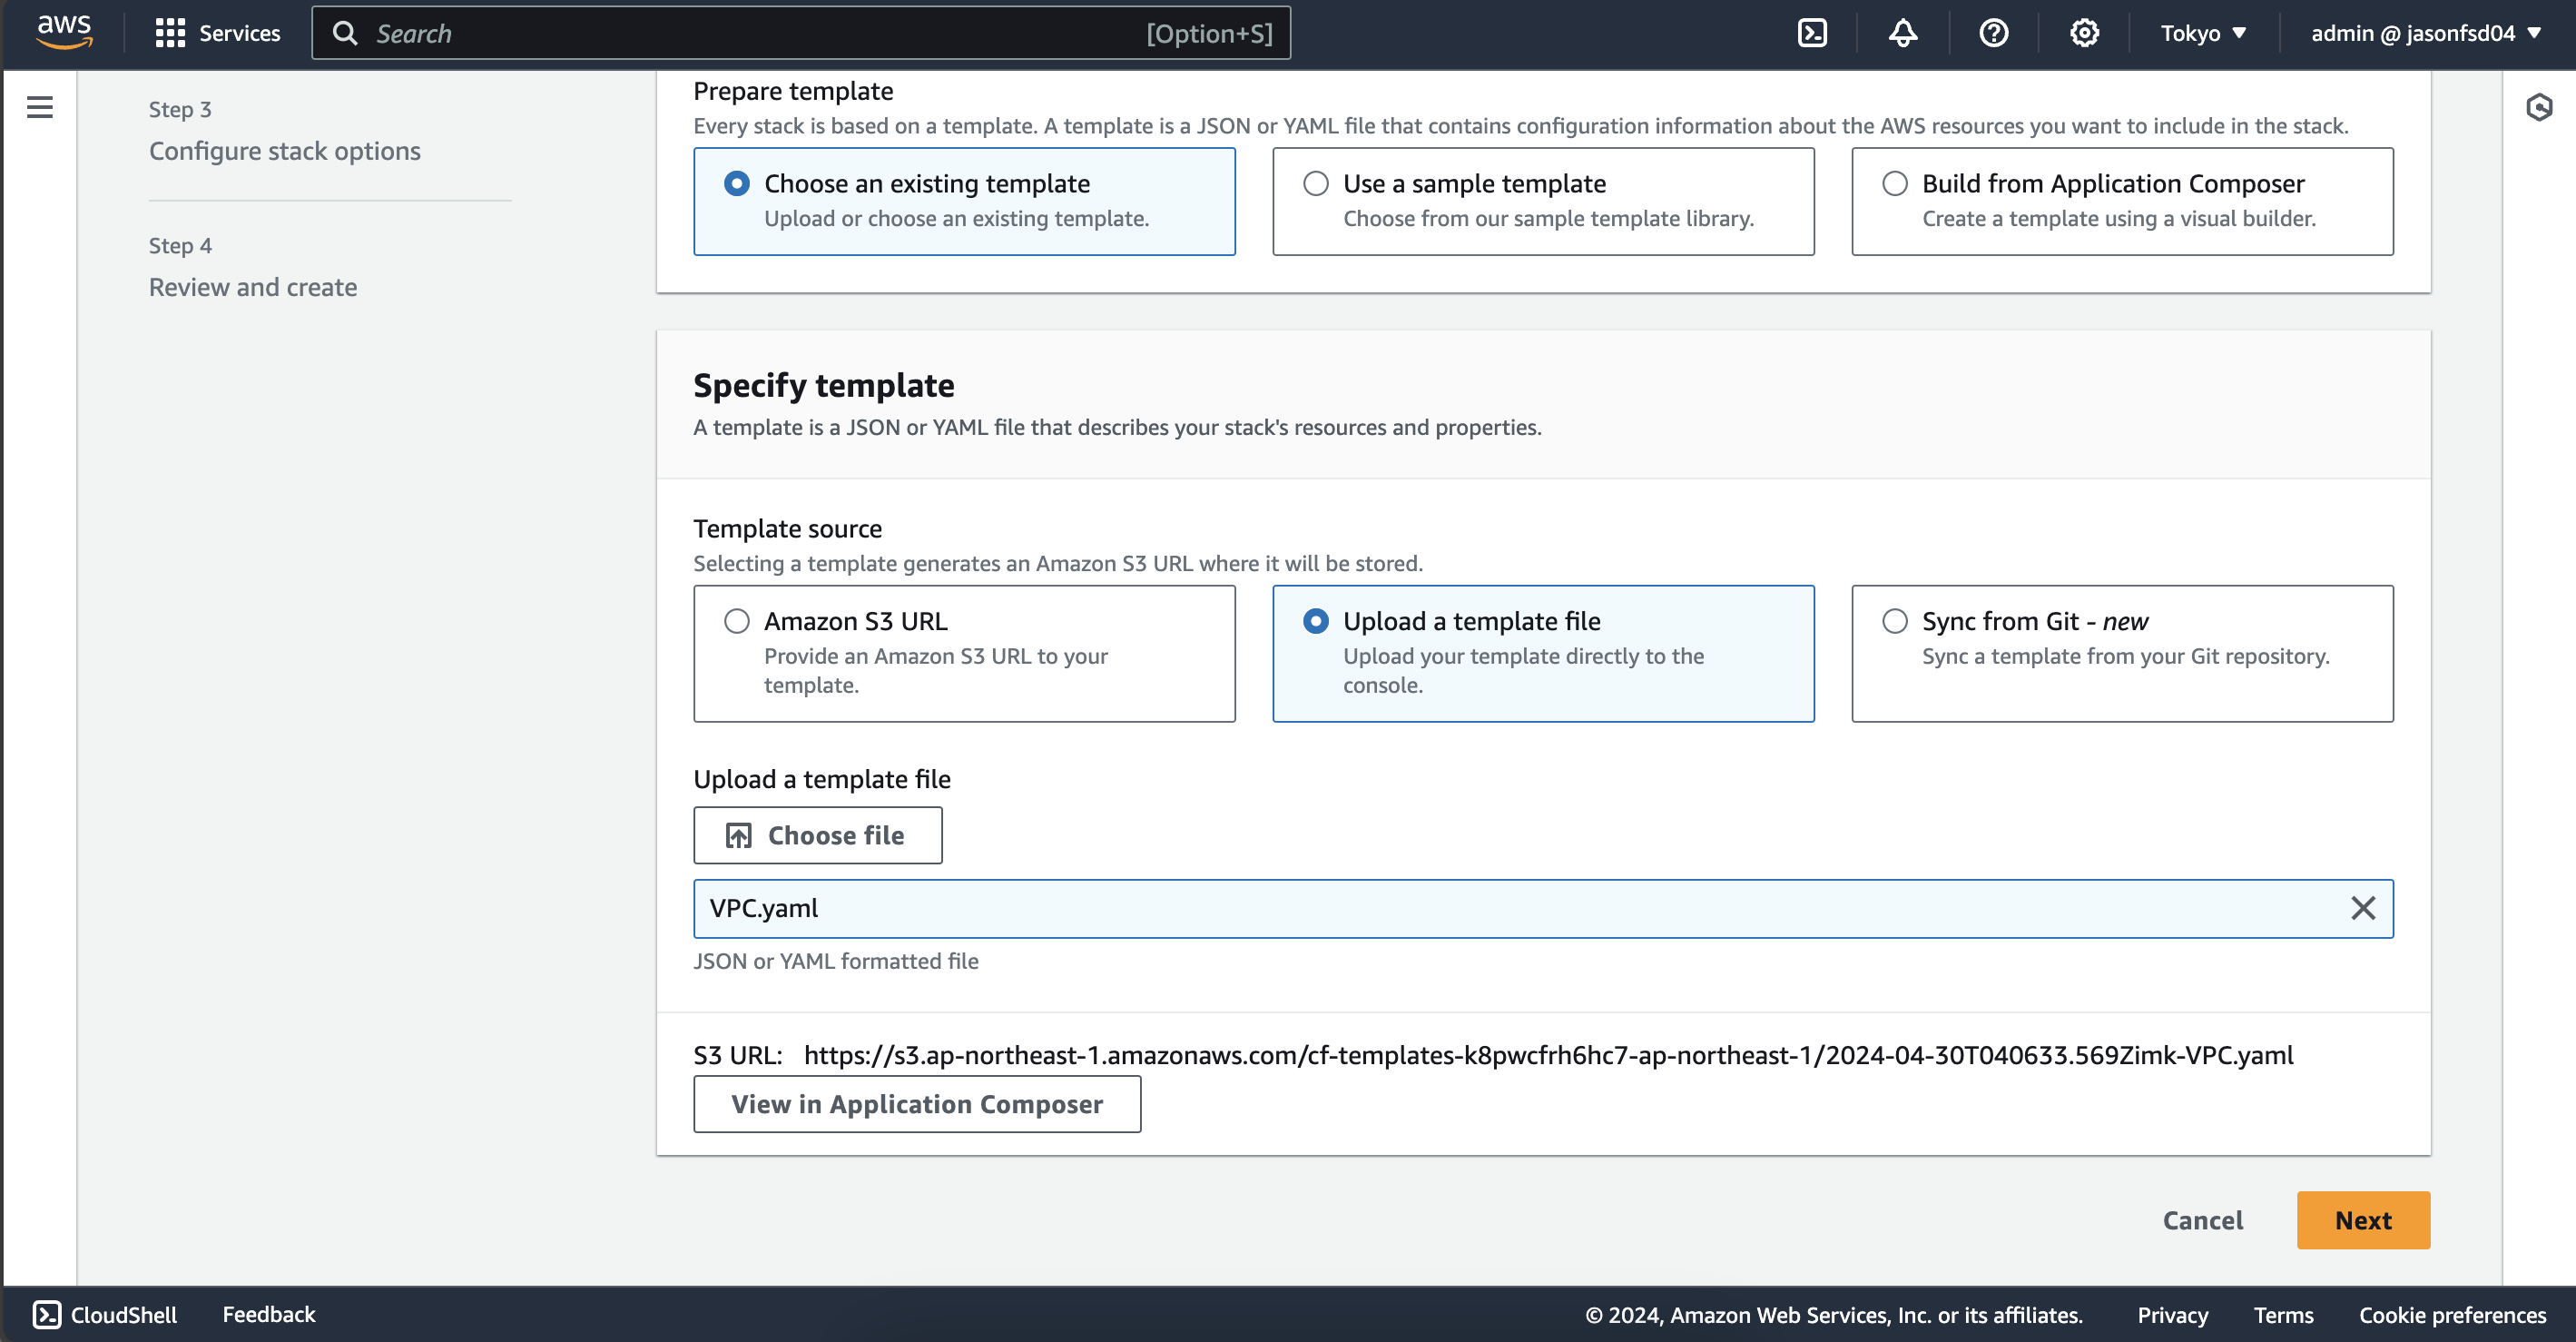 aws
Services
Search
[Option+S]
Tokyo
admin @ jasonfsd04
Step 3
Configure stack options
Step 4
Review and create
Prepare template
Every stack is based on a template. A template is a JSON or YAML file that contains configuration information about the AWS resources you want to include in the stack.
Choose an existing template
Upload or choose an existing template.
Use a sample template
Choose from our sample template library.
Build from Application Composer
Create a template using a visual builder.
Specify template
A template is a JSON or YAML file that describes your stack's resources and properties.
Template source
Selecting a template generates an Amazon S3 URL where it will be stored.
Amazon S3 URL
Provide an Amazon S3 URL to your
template.
Upload a template file
Upload your template directly to the
console.
Sync from Git - new
Sync a template from your Git repository.
Upload a template file
Choose file
VPC.yaml
JSON or YAML formatted file
S3 URL: https://s3.ap-northeast-1.amazonaws.com/cf-templates-k8pwcfrh6hc7-ap-northeast-1/2024-04-30T040633.569Zimk-VPC.yaml
View in Application Composer
Cancel
Next
CloudShell
Feedback
© 2024, Amazon Web Services, Inc. or its affiliates.
Privacy
Terms
Cookie preferences